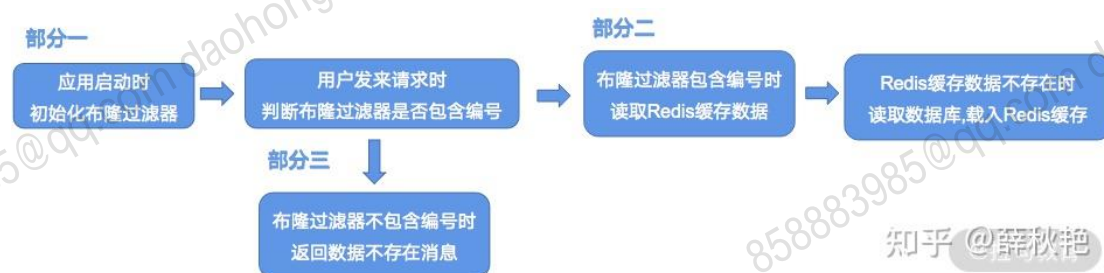 部分一
应用启动时
初始化布隆过滤器
用户发来请求时
判断布隆过滤器是否包含编号
部分二
布隆过滤器包含编号时
读取Redis缓存数据
Redis缓存数据不存在时
读取数据库,载入Redis缓存
部分三
布隆过滤器不包含编号时
返回数据不存在消息
5@qq.com daohong
858883985@qq.com d
知乎 @薛秋艳